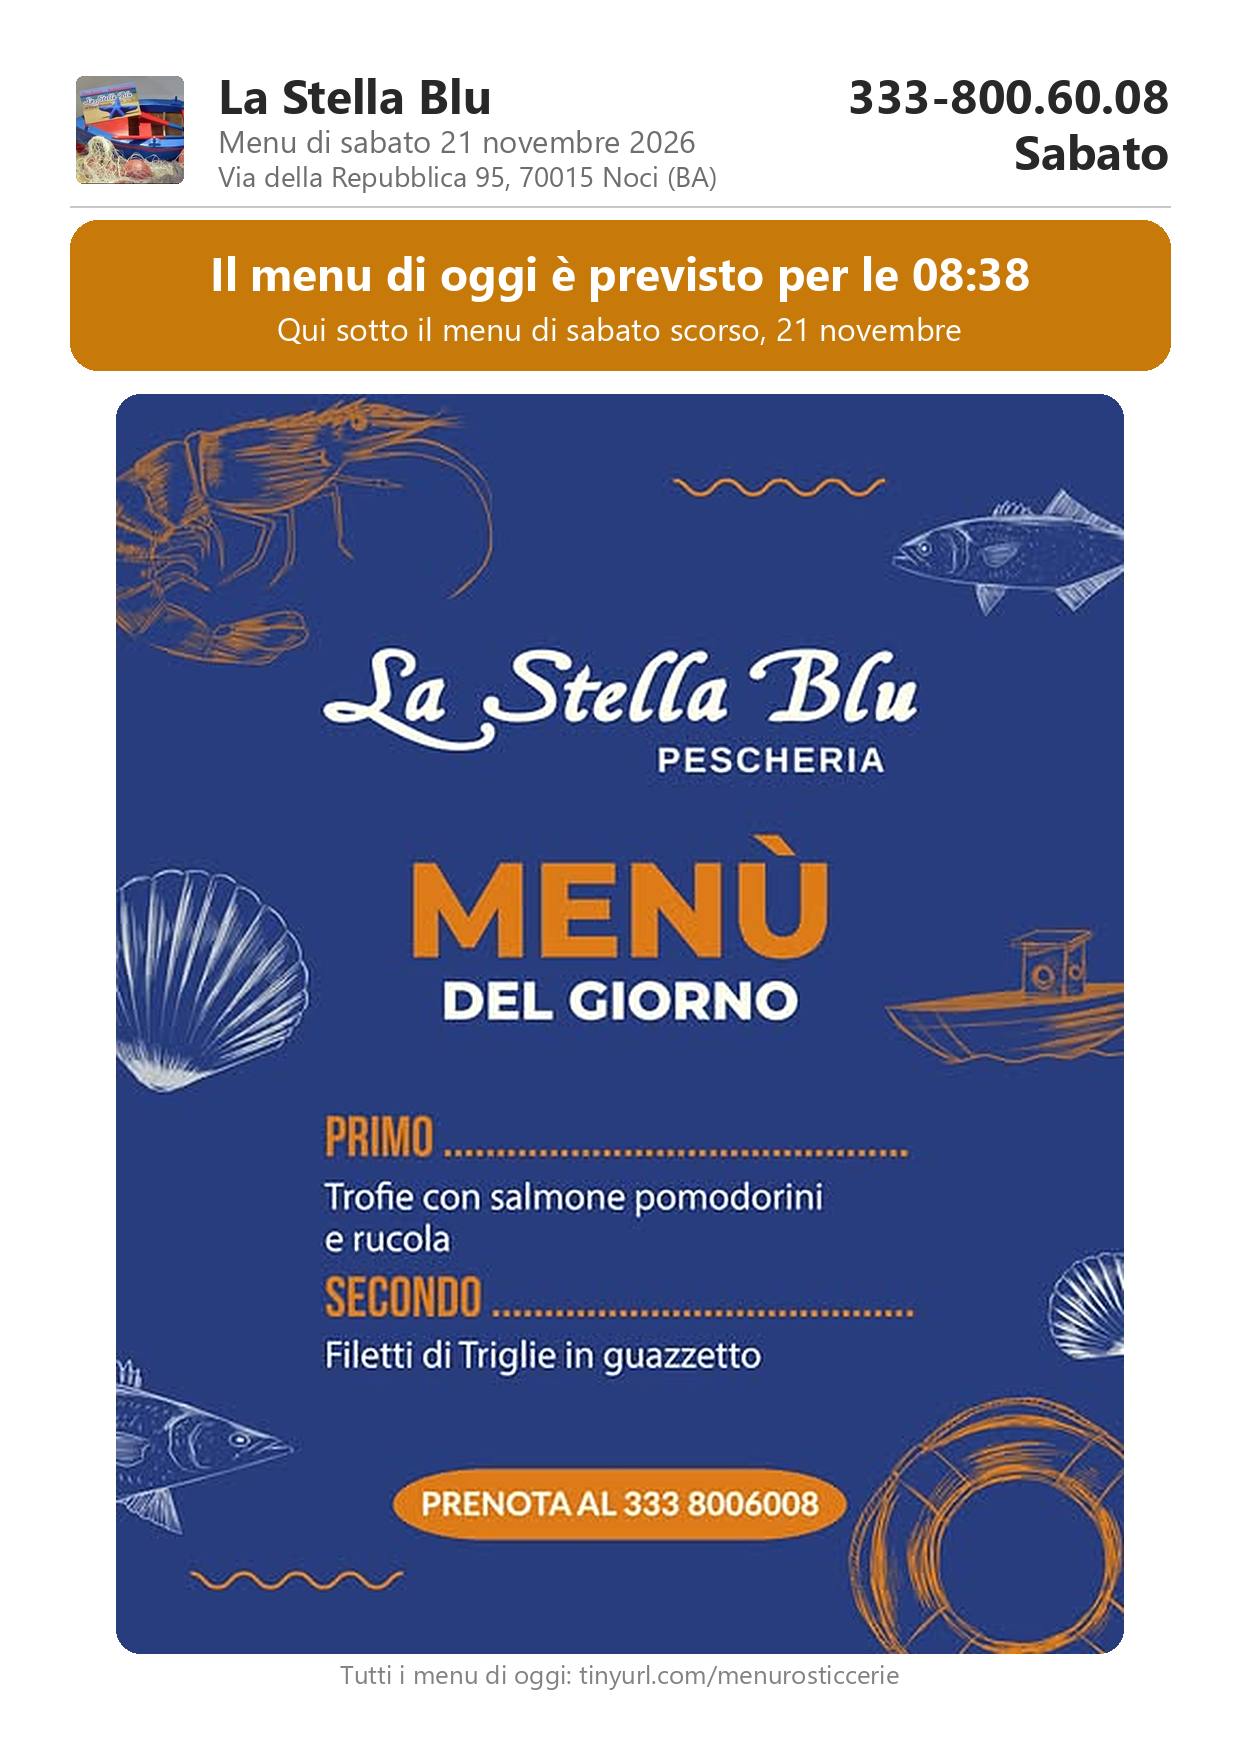 La Stella Blu
Menu di sabato 21 novembre 2026
Via della Repubblica 95, 70015 Noci (BA)
333-800.60.08
Sabato
Il menu di oggi è previsto per le 08:38
Qui sotto il menu di sabato scorso, 21 novembre
La Stella Blu
PESCHERIA
MENÙ
DEL GIORNO
PRIMO ............................................
Trofie con salmone pomodorini
e rucola
SECONDO ........................................
Filetti di Triglie in guazzetto
PRENOTA AL 333 8006008
Tutti i menu di oggi: tinyurl.com/menurosticcerie